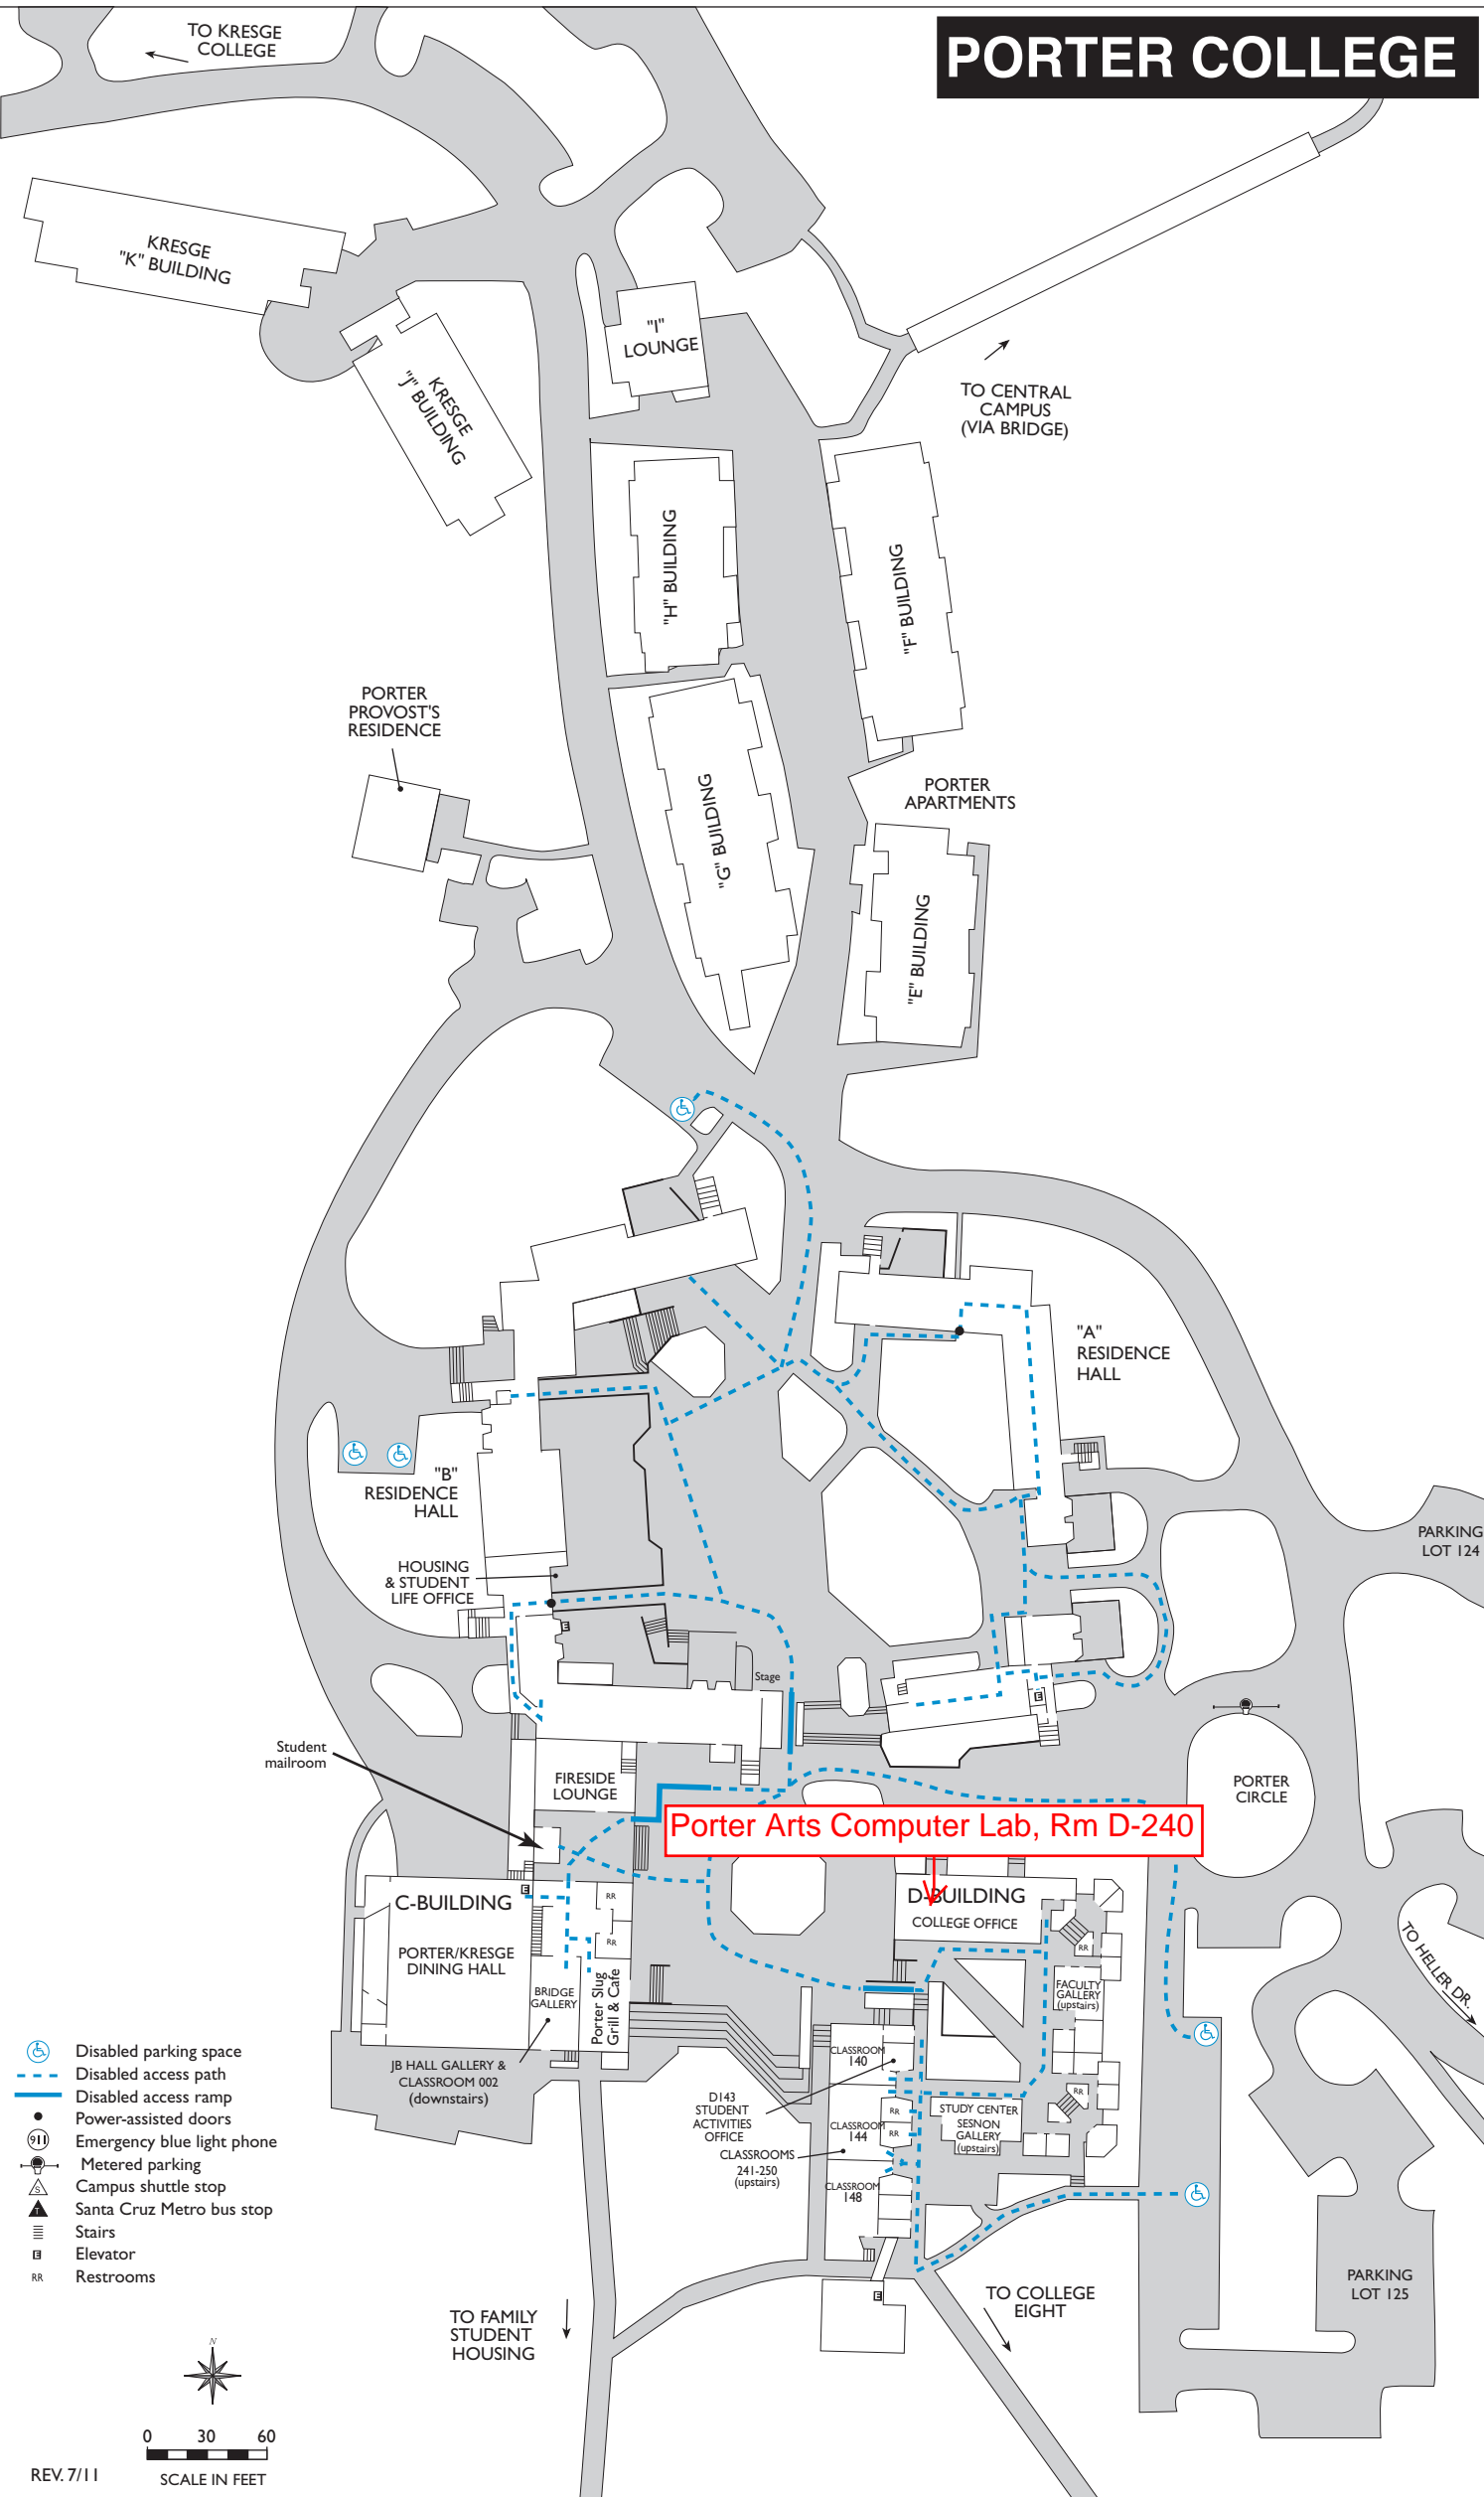 PORTER COLLEGE
TO KRESGE
COLLEGE
KRESGE
"K" BUILDING
KRESGE
"J" BUILDING
"I"
LOUNGE
TO CENTRAL
CAMPUS
(VIA BRIDGE)
"H" BUILDING
"F" BUILDING
PORTER
PROVOST'S
RESIDENCE
"G" BUILDING
PORTER
APARTMENTS
"E" BUILDING
"A"
RESIDENCE
HALL
"B"
RESIDENCE
HALL
PARKING
LOT 124
HOUSING
& STUDENT
LIFE OFFICE
E
Stage
E
Student
mailroom
FIRESIDE
LOUNGE
PORTER
CIRCLE
Porter Arts Computer Lab, Rm D-240
E
C-BUILDING
RR
RR
PORTER/KRESGE
DINING HALL
BRIDGE
GALLERY
Porter Slug
Grill & Cafe
JB HALL GALLERY &
CLASSROOM 002
(downstairs)
D-BUILDING
COLLEGE OFFICE
RR
FACULTY
GALLERY
(upstairs)
TO HELLER DR.
CLASSROOM
140
D143
STUDENT
ACTIVITIES
OFFICE
RR
RR
CLASSROOM
144
STUDY CENTER
SESNON
GALLERY
(upstairs)
RR
CLASSROOMS
241-250
(upstairs)
CLASSROOM
148
E
PARKING
LOT 125
TO COLLEGE
EIGHT
TO FAMILY
STUDENT
HOUSING
Disabled parking space
Disabled access path
Disabled access ramp
Power-assisted doors
911 Emergency blue light phone
Metered parking
S Campus shuttle stop
T Santa Cruz Metro bus stop
Stairs
E Elevator
RR Restrooms
N
0 30 60
SCALE IN FEET
REV. 7/11